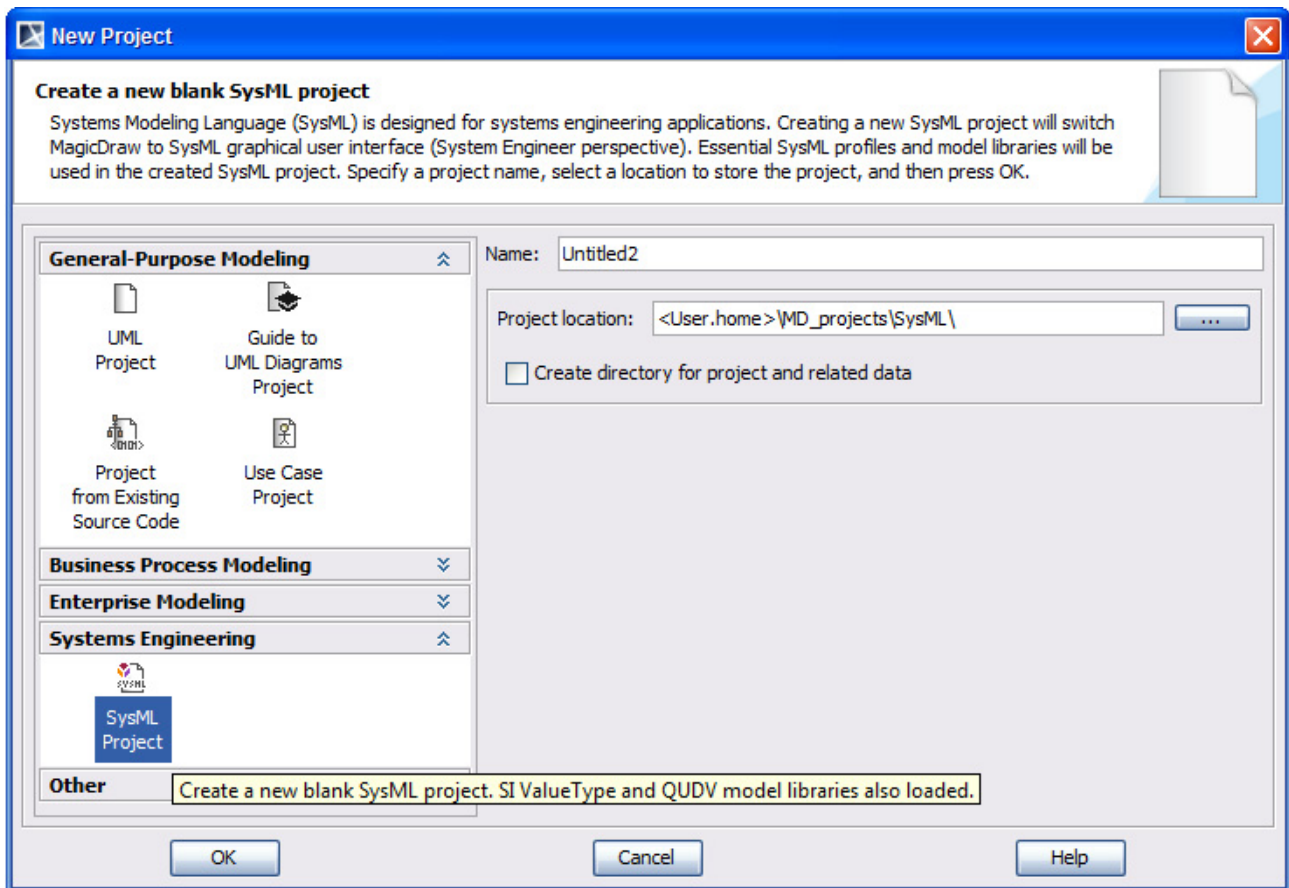 New Project
Create a new blank SysML project
Systems Modeling Language (SysML) is designed for systems engineering applications. Creating a new SysML project will switch
MagicDraw to SysML graphical user interface (System Engineer perspective). Essential SysML profiles and model libraries will be
used in the created SysML project. Specify a project name, select a location to store the project, and then press OK.
General-Purpose Modeling
UML
Project
Guide to
UML Diagrams
Project
Project
from Existing
Source Code
Use Case
Project
Business Process Modeling
Enterprise Modeling
Systems Engineering
SYSML
SysML
Project
Other
Create a new blank SysML project. SI ValueType and QUDV model libraries also loaded.
Name: Untitled2
Project location: <User.home>\MD_projects\SysML\ ...
Create directory for project and related data
OK Cancel Help